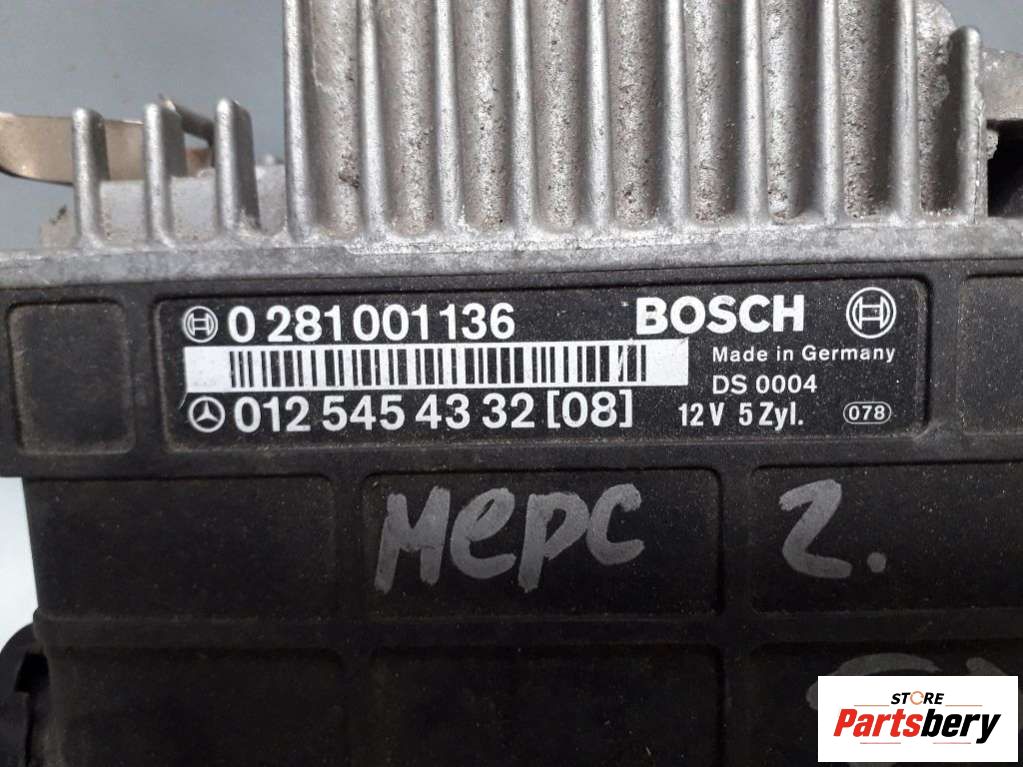 0 281 001 136
BOSCH
Made in Germany
DS 0004
012 545 43 32 [08]
12 V 5 Zyl.
078
мерс 2.
STORE
Partsbery